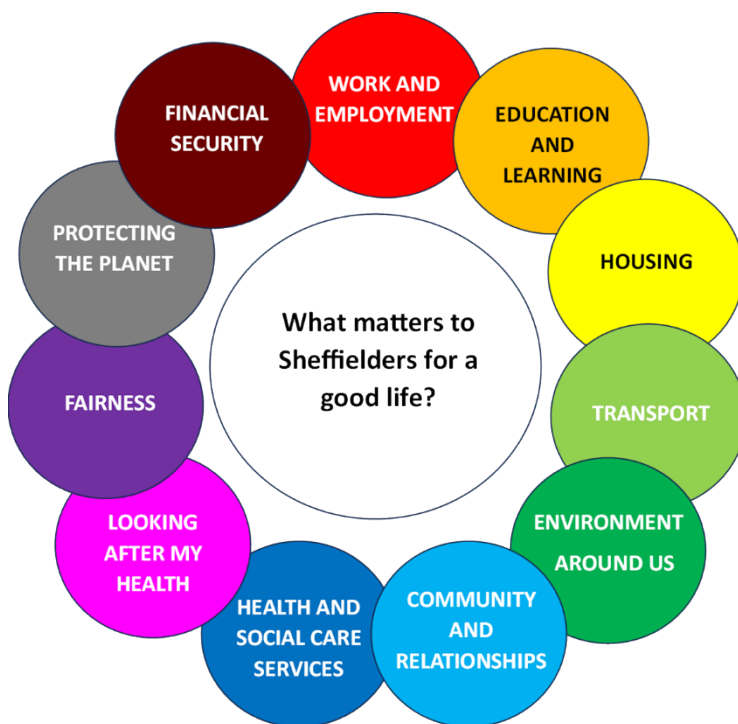 WORK AND
EMPLOYMENT
EDUCATION
AND
LEARNING
HOUSING
TRANSPORT
ENVIRONMENT
AROUND US
COMMUNITY
AND
RELATIONSHIPS
HEALTH AND
SOCIAL CARE
SERVICES
LOOKING
AFTER MY
HEALTH
FAIRNESS
PROTECTING
THE PLANET
FINANCIAL
SECURITY
What matters to
Sheffielders for a
good life?